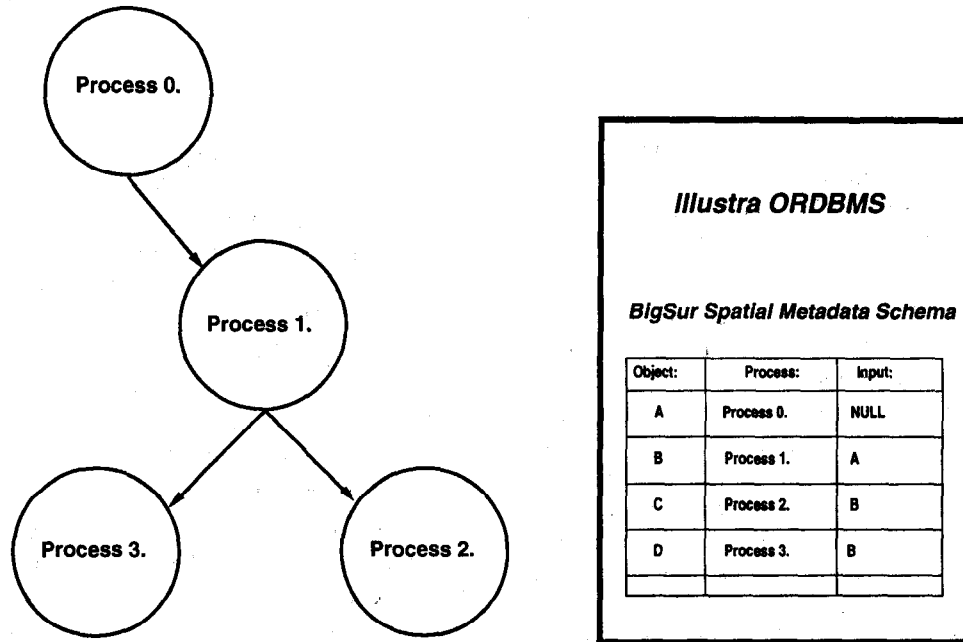 Process 0.
Process 1.
Process 3.
Process 2.
Illustra ORDBMS
BigSur Spatial Metadata Schema
Object: Process: Input:
A Process 0. NULL
B Process 1. A
C Process 2. B
D Process 3. B